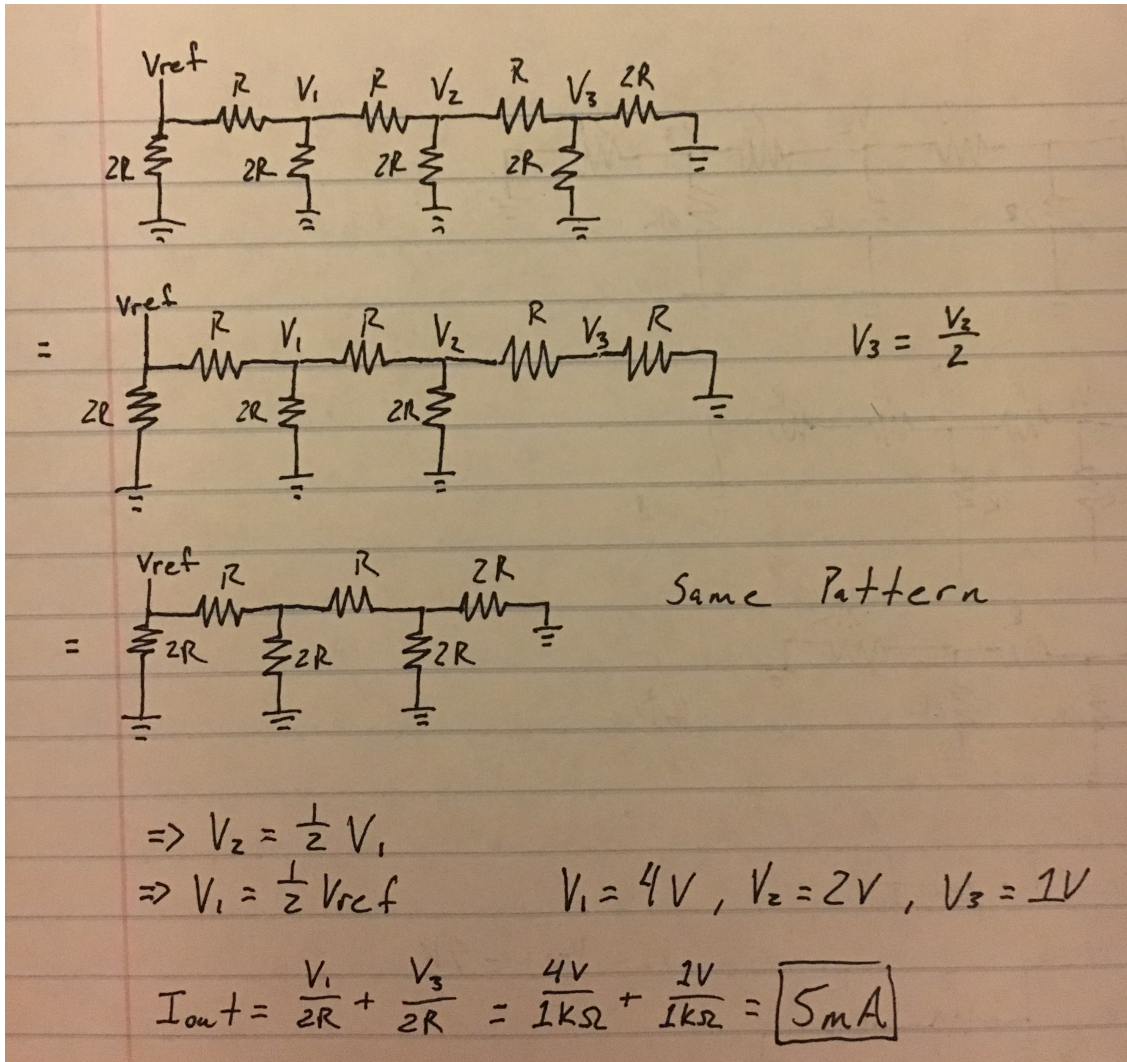 Vref
R V₁ R V₂ R V₃ 2R
2R 2R 2R 2R
Vref
= R V₁ R V₂ R V₃ R V₃ = V₂/2
2R 2R 2R
Vref
R R 2R Same Pattern
= 2R 2R 2R
=> V₂ = 1/2 V₁
=> V₁ = 1/2 Vref V₁ = 4V , V₂ = 2V , V₃ = 1V
Iout = V₁/2R + V₃/2R = 4V/1KΩ + 1V/1KΩ = 5mA